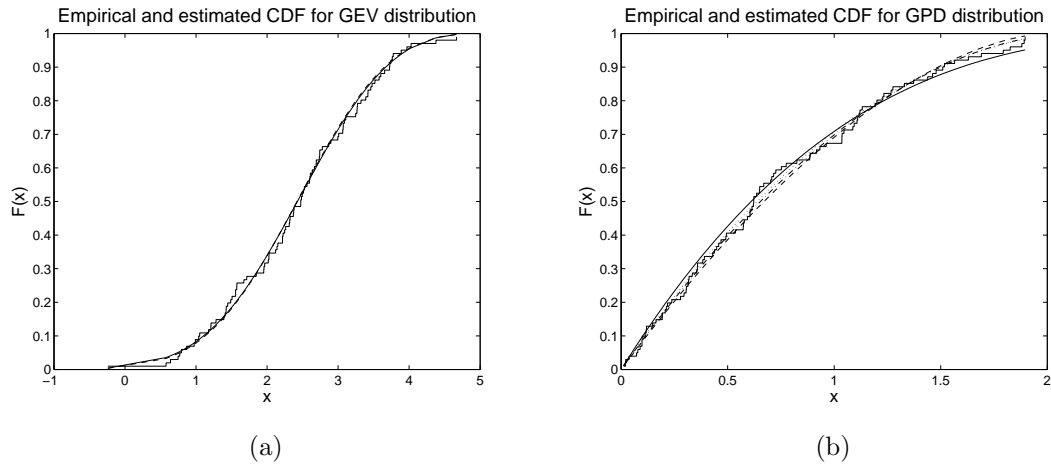 Empirical and estimated CDF for GEV distribution
1
0.9
0.8
0.7
0.6
0.5
0.4
0.3
0.2
0.1
0
F(x)
−1 0 1 2 3 4 5
x
(a)
Empirical and estimated CDF for GPD distribution
1
0.9
0.8
0.7
0.6
0.5
0.4
0.3
0.2
0.1
0
F(x)
0 0.5 1 1.5 2
x
(b)